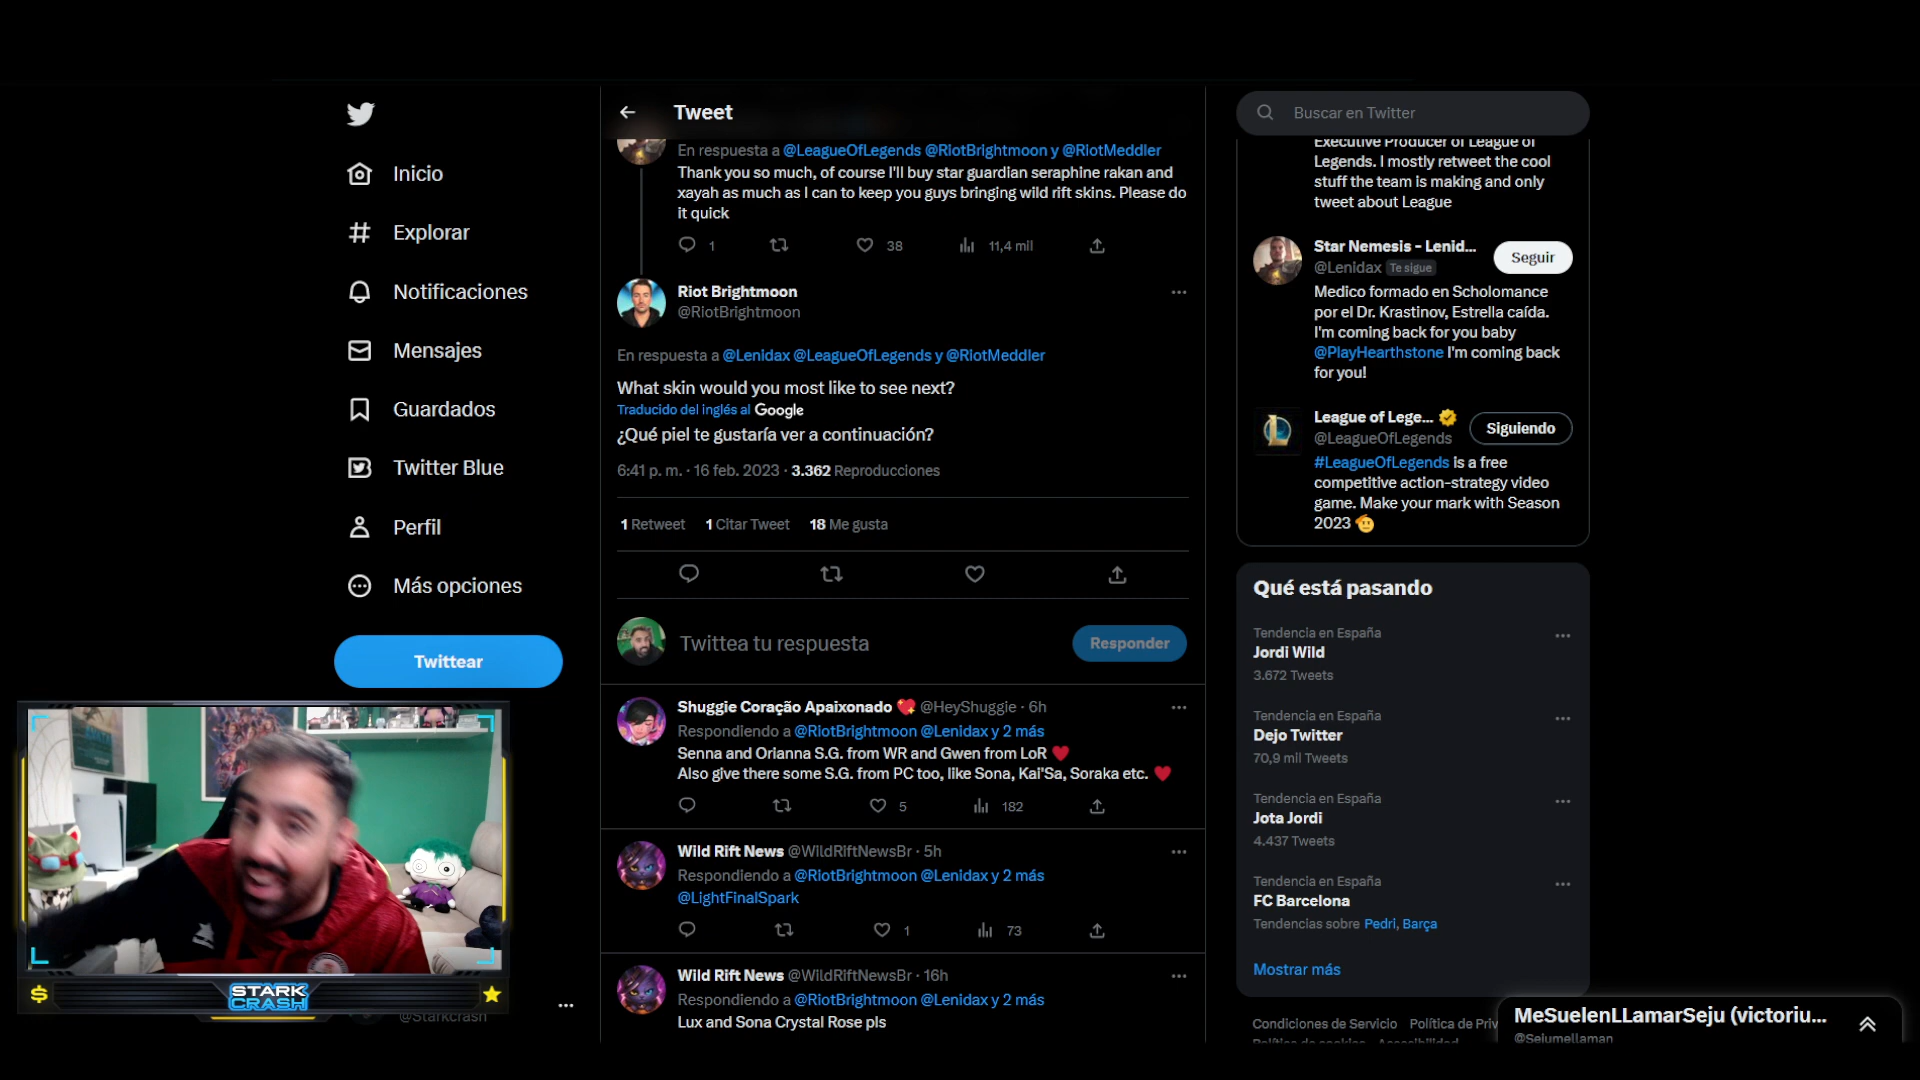 Inicio
Explorar
Notificaciones
Mensajes
Guardados
Twitter Blue
Perfil
Más opciones
Twittear
STARK
CRASH
@Starkcrash
Tweet
En respuesta a @LeagueOfLegends @RiotBrightmoon y @RiotMeddler
Thank you so much, of course I'll buy star guardian seraphine rakan and
xayah as much as I can to keep you guys bringing wild rift skins. Please do
it quick
1 38 11,4 mil
Riot Brightmoon
@RiotBrightmoon
En respuesta a @Lenidax @LeagueOfLegends y @RiotMeddler
What skin would you most like to see next?
Traducido del inglés al Google
¿Qué piel te gustaría ver a continuación?
6:41 p. m. · 16 feb. 2023 · 3.362 Reproducciones
1 Retweet 1 Citar Tweet 18 Me gusta
Twittea tu respuesta
Responder
Shuggie Coração Apaixonado 💖 @HeyShuggie · 6h
Respondiendo a @RiotBrightmoon @Lenidax y 2 más
Senna and Orianna S.G. from WR and Gwen from LoR ♥
Also give there some S.G. from PC too, like Sona, Kai'Sa, Soraka etc. ♥
5 182
Wild Rift News @WildRiftNewsBr · 5h
Respondiendo a @RiotBrightmoon @Lenidax y 2 más
@LightFinalSpark
1 73
Wild Rift News @WildRiftNewsBr · 16h
Respondiendo a @RiotBrightmoon @Lenidax y 2 más
Lux and Sona Crystal Rose pls
Buscar en Twitter
Executive Producer of League of
Legends. I mostly retweet the cool
stuff the team is making and only
tweet about League
Star Nemesis - Lenid...
@Lenidax Te sigue
Seguir
Medico formado en Scholomance
por el Dr. Krastinov, Estrella caída.
I'm coming back for you baby
@PlayHearthstone I'm coming back
for you!
League of Lege...
@LeagueOfLegends
Siguiendo
#LeagueOfLegends is a free
competitive action-strategy video
game. Make your mark with Season
2023 🫡
Qué está pasando
Tendencia en España
Jordi Wild
3.672 Tweets
Tendencia en España
Dejo Twitter
70,9 mil Tweets
Tendencia en España
Jota Jordi
4.437 Tweets
Tendencia en España
FC Barcelona
Tendencias sobre Pedri, Barça
Mostrar más
Condiciones de Servicio Política de Priv
Política de cookies Accesibilidad
MeSuelenLLamarSeju (victoriu...
@Sejumellaman